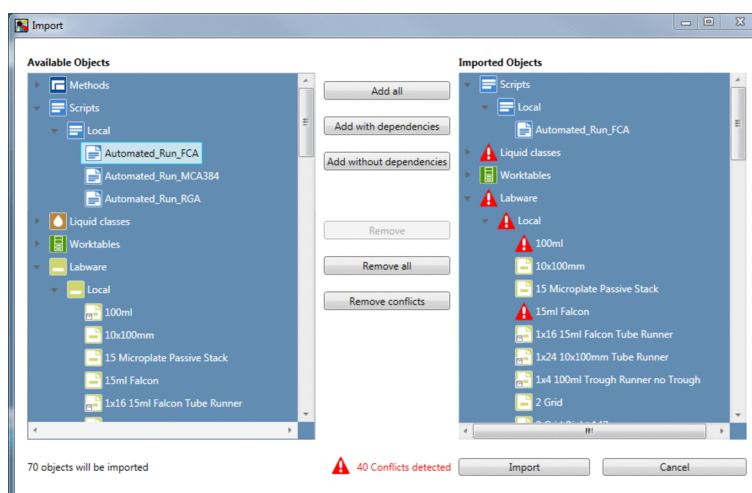 Import
Available Objects
Methods
Scripts
Local
Automated_Run_FCA
Automated_Run_MCA384
Automated_Run_RGA
Liquid classes
Worktables
Labware
Local
100ml
10x100mm
15 Microplate Passive Stack
15ml Falcon
1x16 15ml Falcon Tube Runner
Add all
Add with dependencies
Add without dependencies
Remove
Remove all
Remove conflicts
Imported Objects
Scripts
Local
Automated_Run_FCA
Liquid classes
Worktables
Labware
Local
100ml
10x100mm
15 Microplate Passive Stack
15ml Falcon
1x16 15ml Falcon Tube Runner
1x24 10x100mm Tube Runner
1x4 100ml Trough Runner no Trough
2 Grid
70 objects will be imported
40 Conflicts detected
Import
Cancel